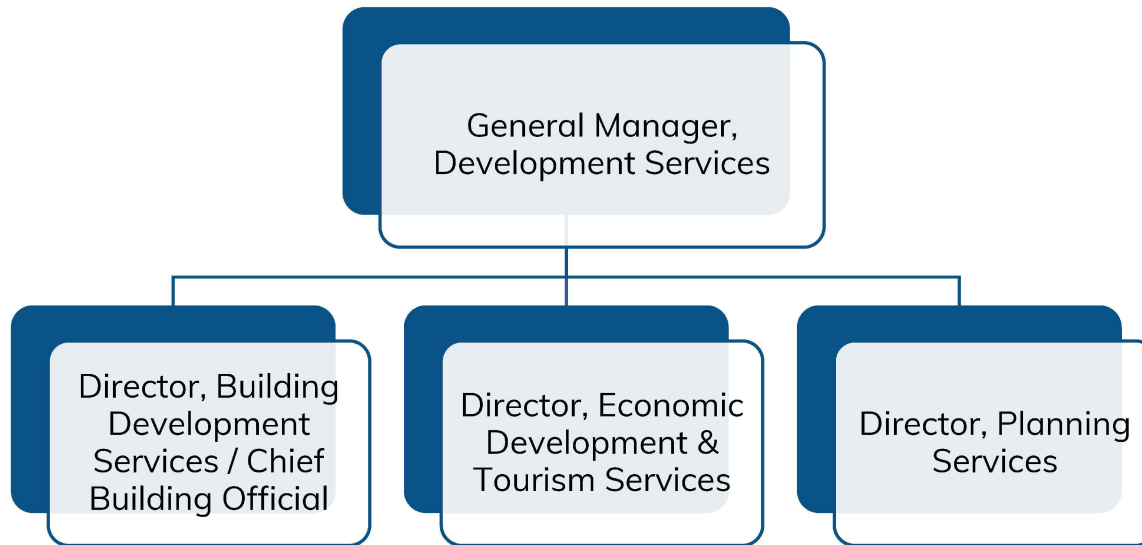 General Manager,
Development Services
Director, Building
Development
Services / Chief
Building Official
Director, Economic
Development &
Tourism Services
Director, Planning
Services